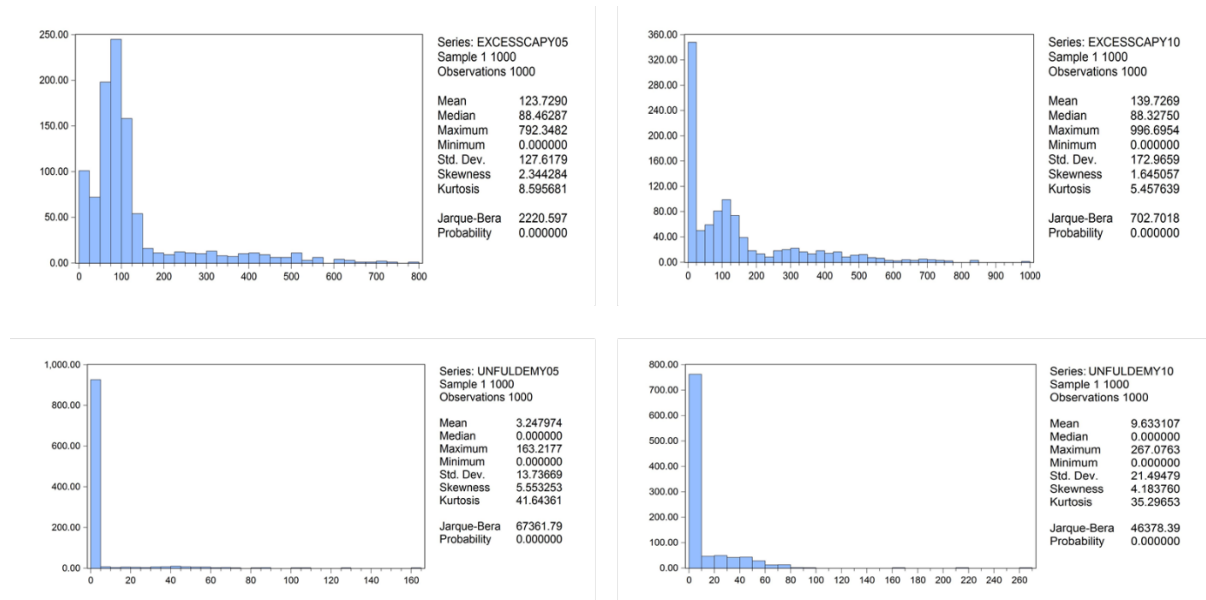 250.00
200.00
150.00
100.00
50.00
0.00
0 100 200 300 400 500 600 700 800
Series: EXCESSCAPY05
Sample 1 1000
Observations 1000
Mean 123.7290
Median 88.46287
Maximum 792.3482
Minimum 0.000000
Std. Dev. 127.6179
Skewness 2.344284
Kurtosis 8.595681
Jarque-Bera 2220.597
Probability 0.000000
360.00
320.00
280.00
240.00
200.00
160.00
120.00
80.00
40.00
0.00
0 100 200 300 400 500 600 700 800 900 1000
Series: EXCESSCAPY10
Sample 1 1000
Observations 1000
Mean 139.7269
Median 88.32750
Maximum 996.6954
Minimum 0.000000
Std. Dev. 172.9659
Skewness 1.645057
Kurtosis 5.457639
Jarque-Bera 702.7018
Probability 0.000000
1,000.00
800.00
600.00
400.00
200.00
0.00
0 20 40 60 80 100 120 140 160
Series: UNFULDEMY05
Sample 1 1000
Observations 1000
Mean 3.247974
Median 0.000000
Maximum 163.2177
Minimum 0.000000
Std. Dev. 13.73669
Skewness 5.553253
Kurtosis 41.64361
Jarque-Bera 67361.79
Probability 0.000000
800.00
700.00
600.00
500.00
400.00
300.00
200.00
100.00
0.00
0 20 40 60 80 100 120 140 160 180 200 220 240 260
Series: UNFULDEMY10
Sample 1 1000
Observations 1000
Mean 9.633107
Median 0.000000
Maximum 267.0763
Minimum 0.000000
Std. Dev. 21.49479
Skewness 4.183760
Kurtosis 35.29653
Jarque-Bera 46378.39
Probability 0.000000